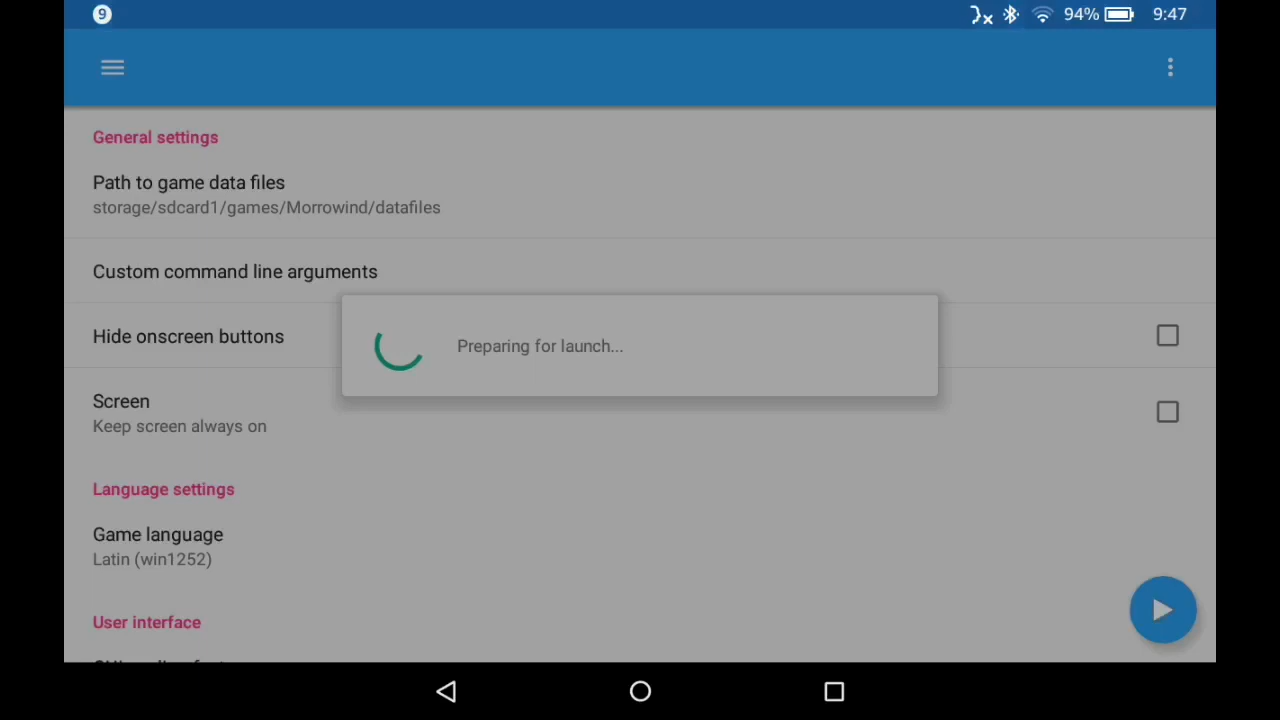 9
94%
9:47
General settings
Path to game data files
storage/sdcard1/games/Morrowind/datafiles
Custom command line arguments
Hide onscreen buttons
Preparing for launch...
Screen
Keep screen always on
Language settings
Game language
Latin (win1252)
User interface